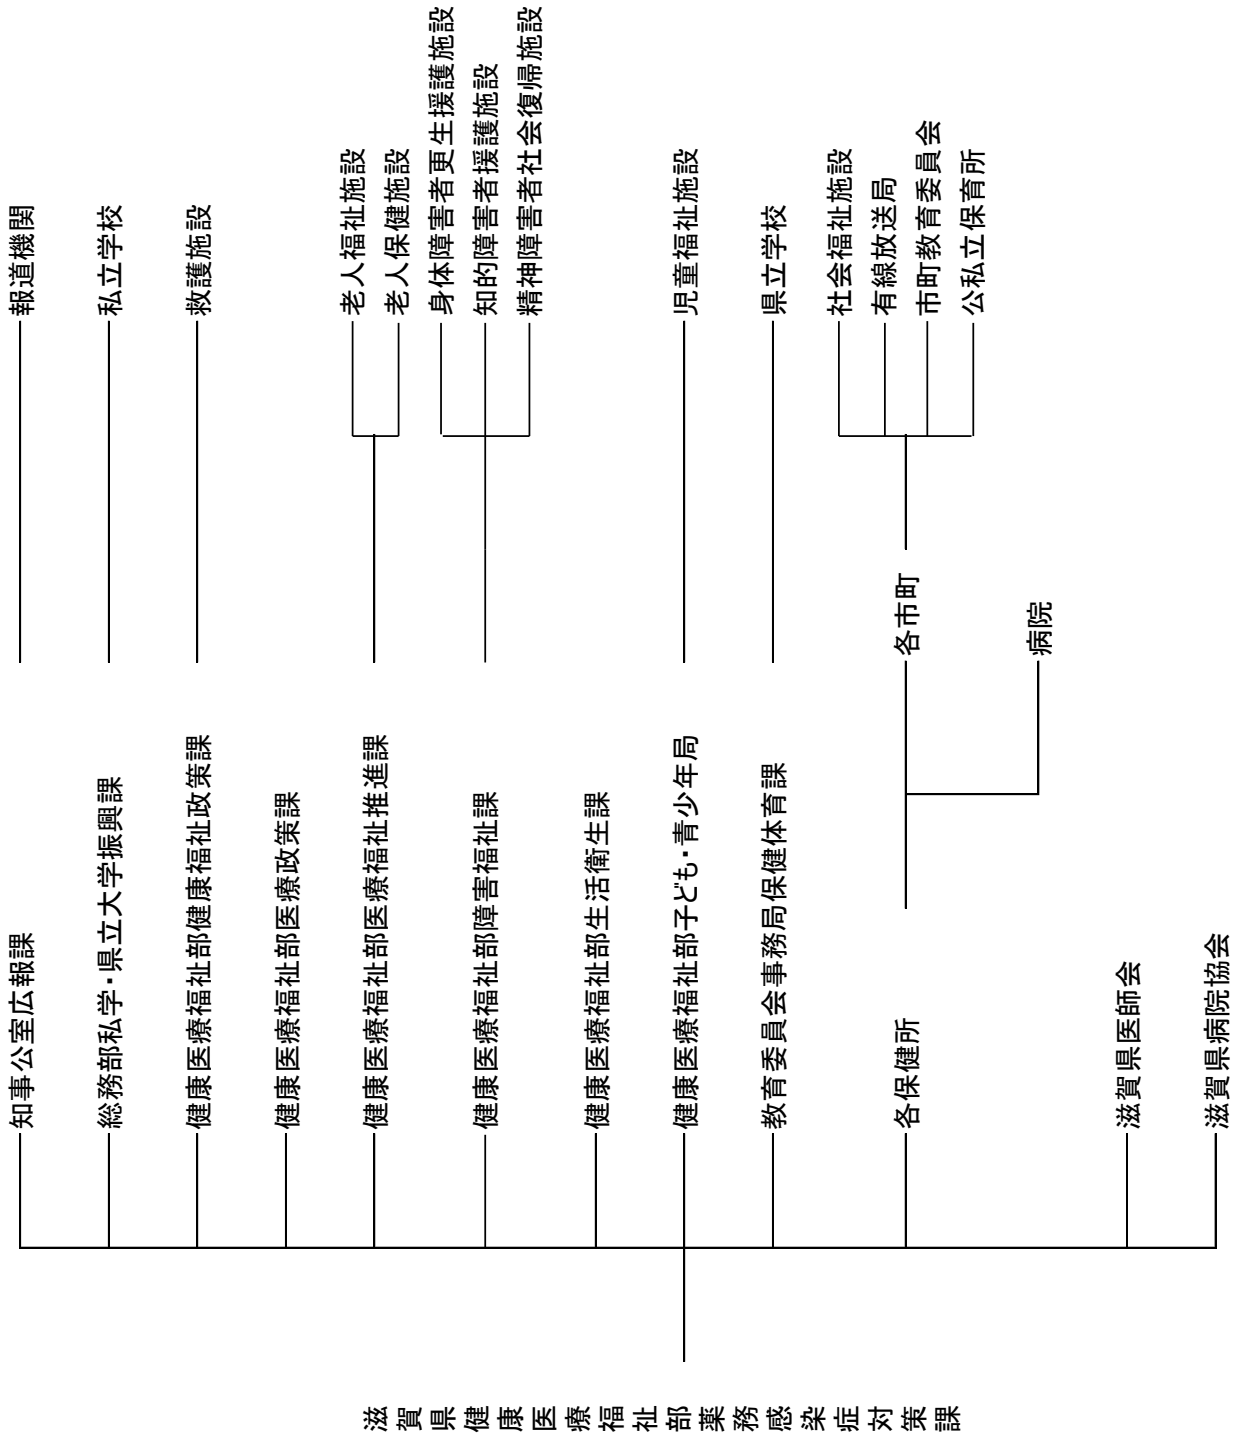 滋賀県健康医療福祉部薬務感染症対策課
知事公室広報課
報道機関
総務部私学・県立大学振興課
私立学校
健康医療福祉部健康福祉政策課
救護施設
健康医療福祉部医療政策課
健康医療福祉部医療福祉推進課
老人福祉施設
老人保健施設
健康医療福祉部障害福祉課
身体障害者更生援護施設
知的障害者援護施設
精神障害者社会復帰施設
健康医療福祉部生活衛生課
健康医療福祉部子ども・青少年局
児童福祉施設
教育委員会事務局保健体育課
県立学校
各保健所
各市町
社会福祉施設
有線放送局
市町教育委員会
公私立保育所
病院
滋賀県医師会
滋賀県病院協会